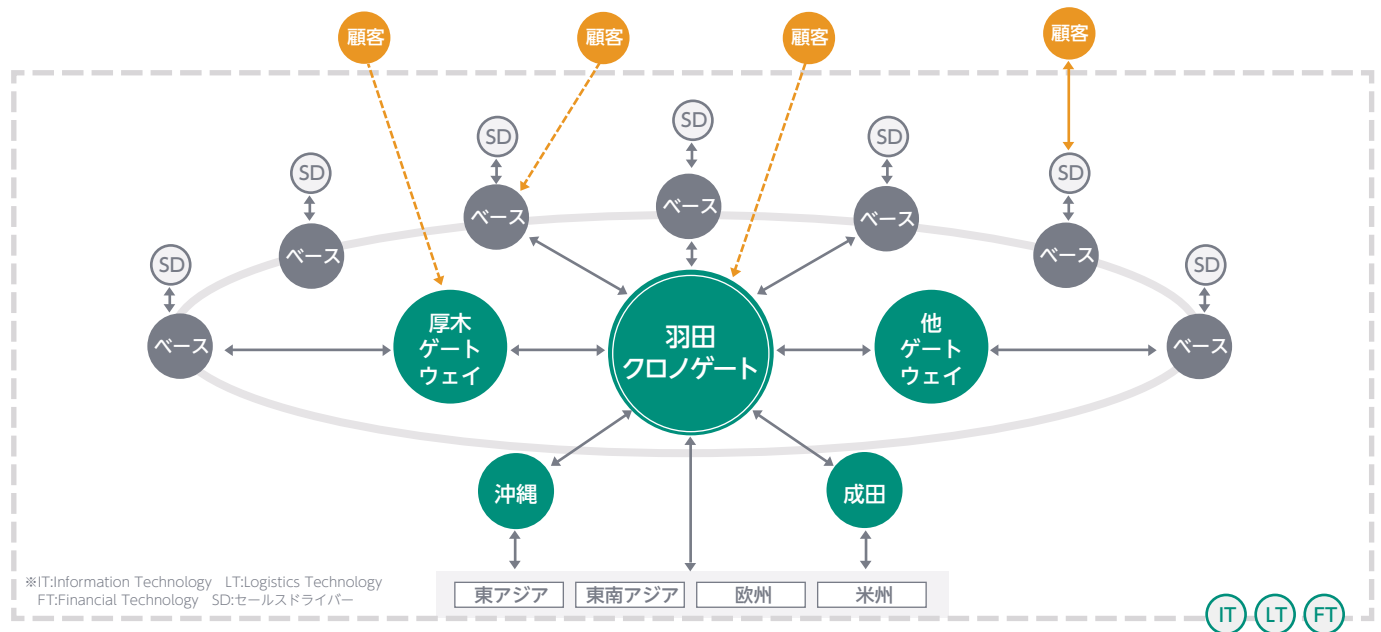 顧客
顧客
顧客
顧客
SD
SD
SD
SD
SD
SD
SD
ベース
ベース
ベース
ベース
ベース
ベース
ベース
厚木
ゲート
ウェイ
羽田
クロノゲート
他
ゲート
ウェイ
沖縄
成田
東アジア
東南アジア
欧州
米州
※IT:Information Technology LT:Logistics Technology
FT:Financial Technology SD:セールスドライバー
IT
LT
FT